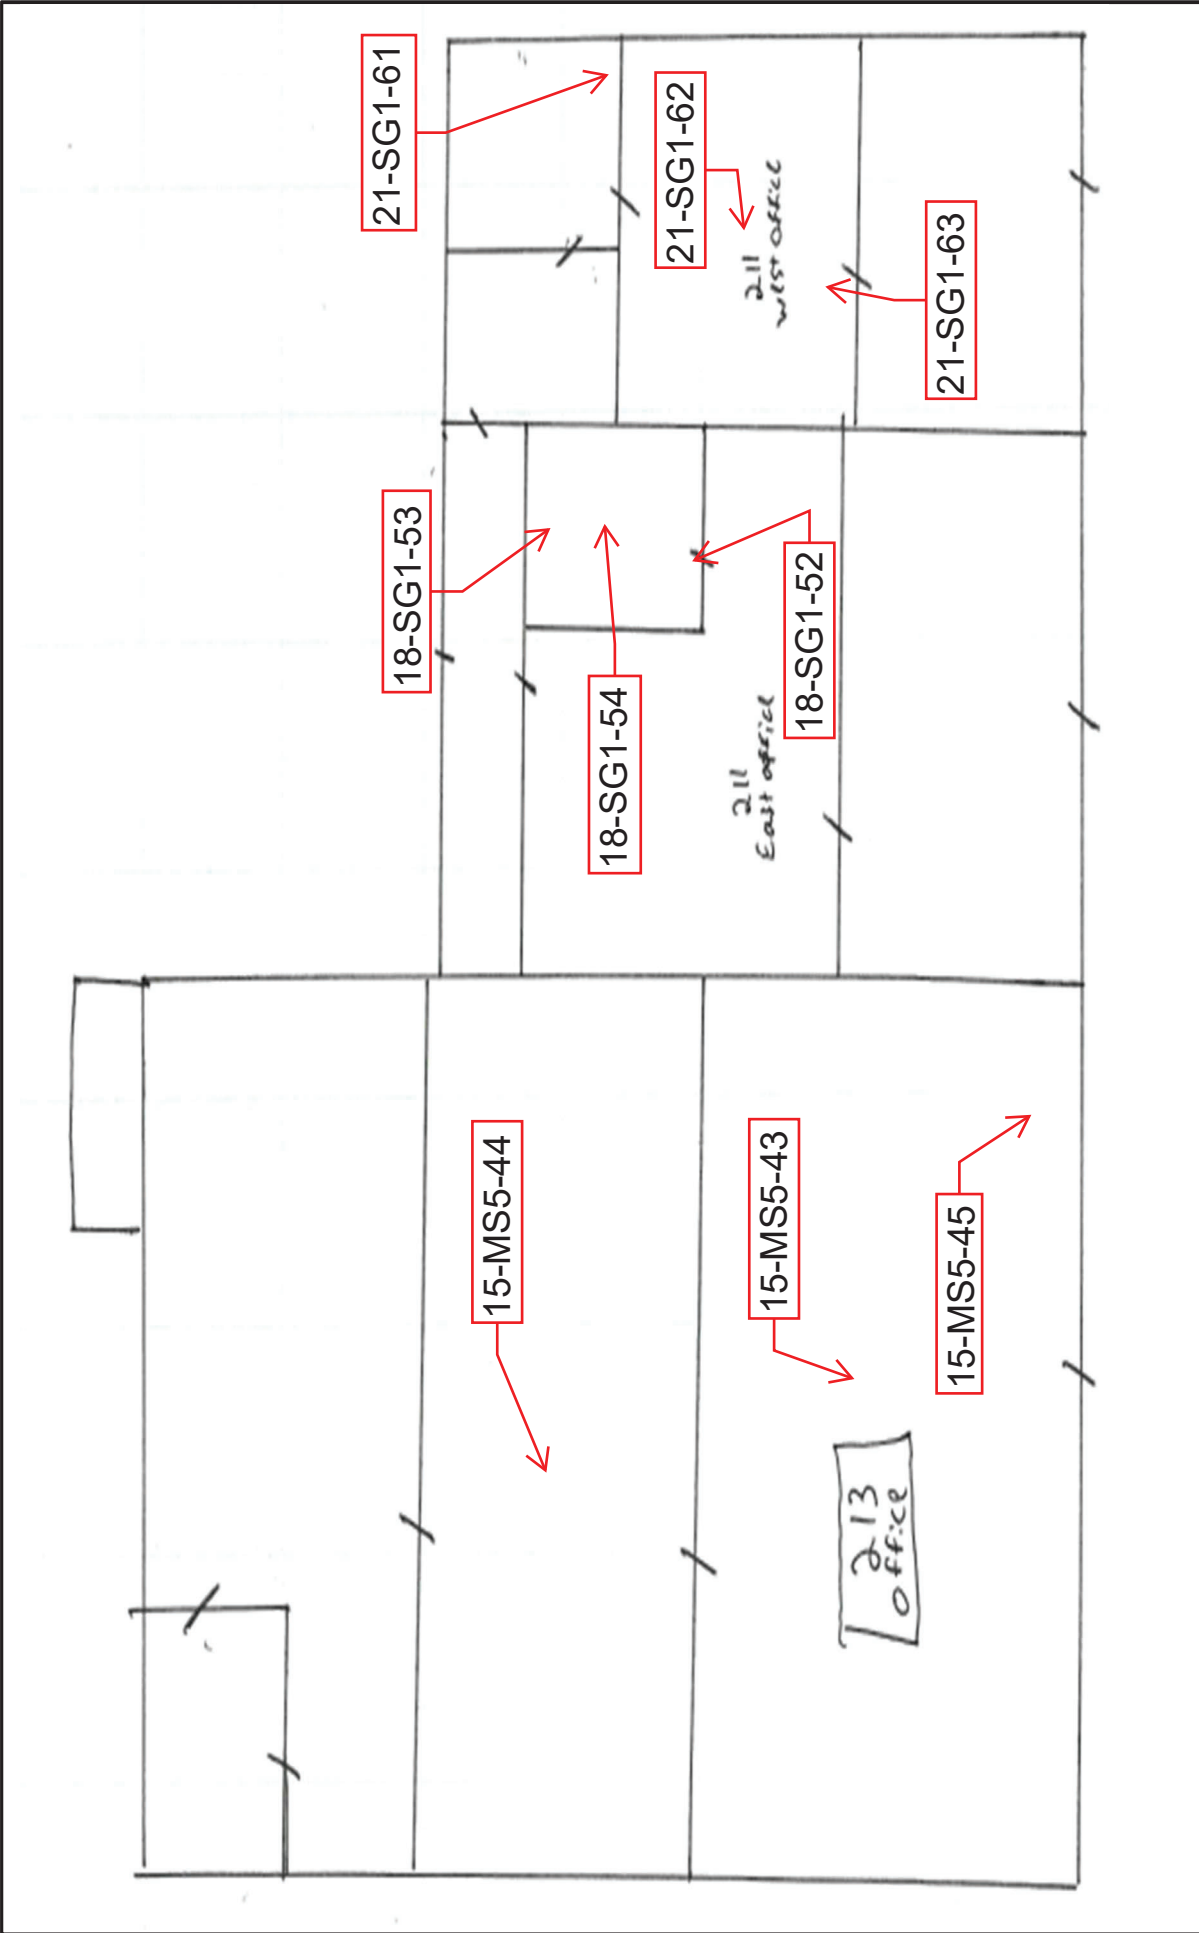 21-SG1-61
21-SG1-62
211
west office
21-SG1-63
18-SG1-53
18-SG1-54
18-SG1-52
211
East office
15-MS5-44
15-MS5-43
15-MS5-45
213
office